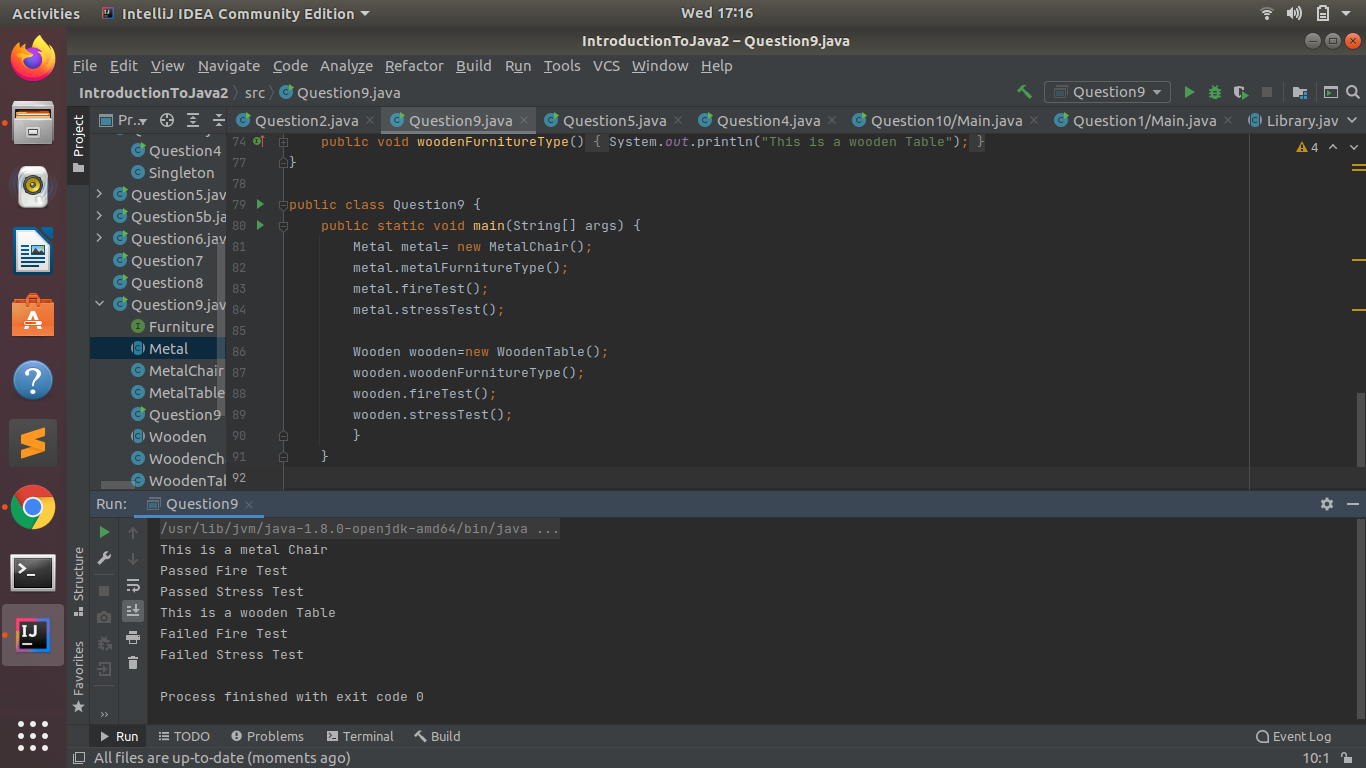 Activities IntelliJ IDEA Community Edition Wed 17:16
IntroductionToJava2 – Question9.java
File Edit View Navigate Code Analyze Refactor Build Run Tools VCS Window Help
IntroductionToJava2 src Question9.java Question9
Project
Pr..
Question2.java Question9.java Question5.java Question4.java Question10/Main.java Question1/Main.java Library.jav
Question4
Singleton
Question5.jav
Question5b.ja
Question6.jav
Question7
Question8
Question9.jav
Furniture
Metal
MetalChair
MetalTable
Question9
Wooden
WoodenCh
WoodenTab
4
74 public void woodenFurnitureType() { System.out.println("This is a wooden Table"); }
77 }
78
79 public class Question9 {
80 public static void main(String[] args) {
81 Metal metal= new MetalChair();
82 metal.metalFurnitureType();
83 metal.fireTest();
84 metal.stressTest();
85
86 Wooden wooden=new WoodenTable();
87 wooden.woodenFurnitureType();
88 wooden.fireTest();
89 wooden.stressTest();
90 }
91 }
92
Run: Question9
/usr/lib/jvm/java-1.8.0-openjdk-amd64/bin/java ...
This is a metal Chair
Passed Fire Test
Passed Stress Test
This is a wooden Table
Failed Fire Test
Failed Stress Test
Process finished with exit code 0
Structure
Favorites
Run TODO Problems Terminal Build Event Log
All files are up-to-date (moments ago) 10:1